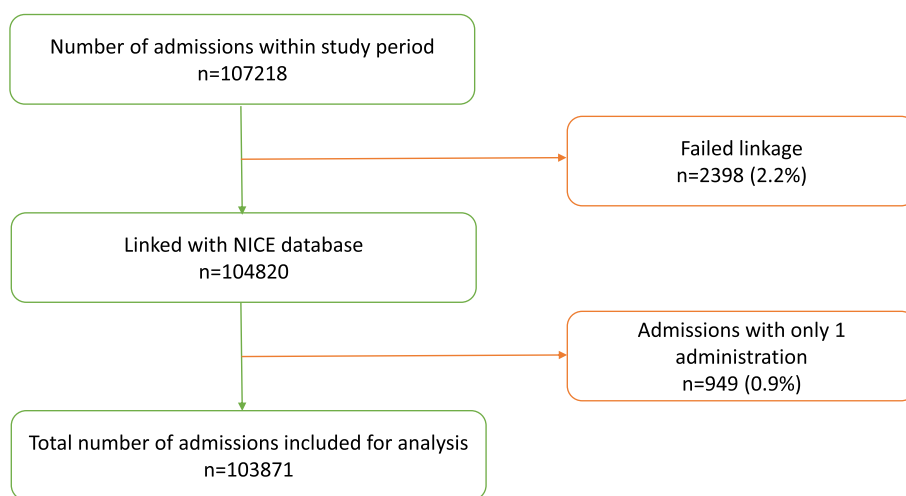 Number of admissions within study period
n=107218
Failed linkage
n=2398 (2.2%)
Linked with NICE database
n=104820
Admissions with only 1
administration
n=949 (0.9%)
Total number of admissions included for analysis
n=103871